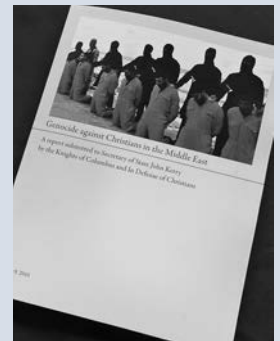 Genocide against Christians in the Middle East
A report submitted to Secretary of State John Kerry
by the Knights of Columbus and In Defense of Christians